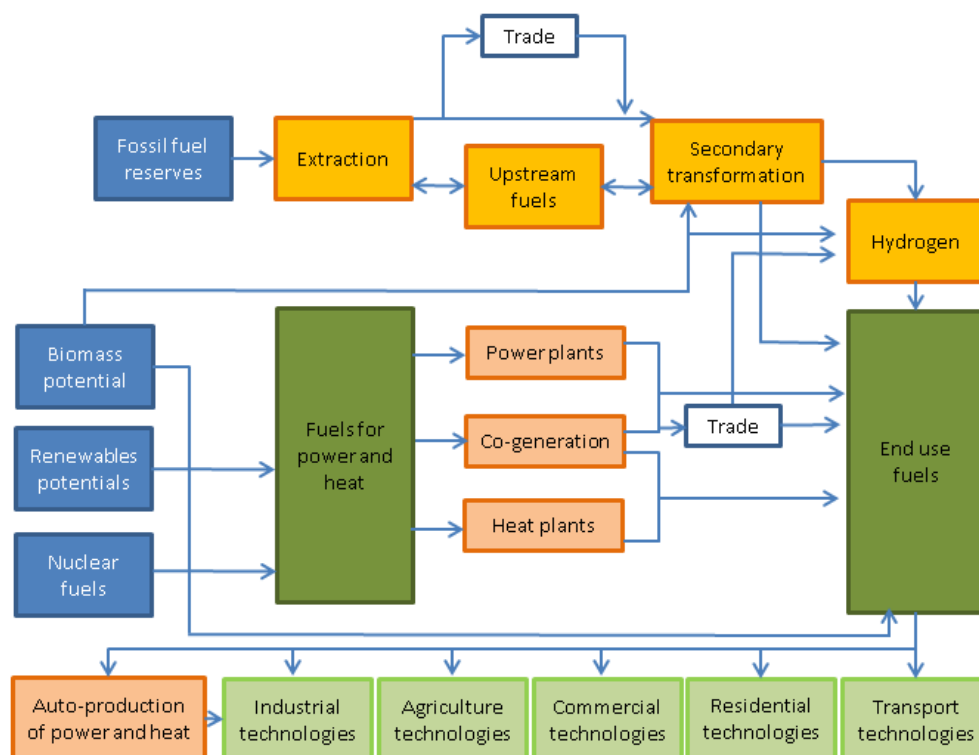 Trade
Fossil fuel
reserves
Extraction
Upstream
fuels
Secondary
transformation
Hydrogen
Biomass
potential
Renewables
potentials
Nuclear
fuels
Fuels for
power and
heat
Power plants
Co-generation
Heat plants
Trade
End use
fuels
Auto-production
of power and heat
Industrial
technologies
Agriculture
technologies
Commercial
technologies
Residential
technologies
Transport
technologies